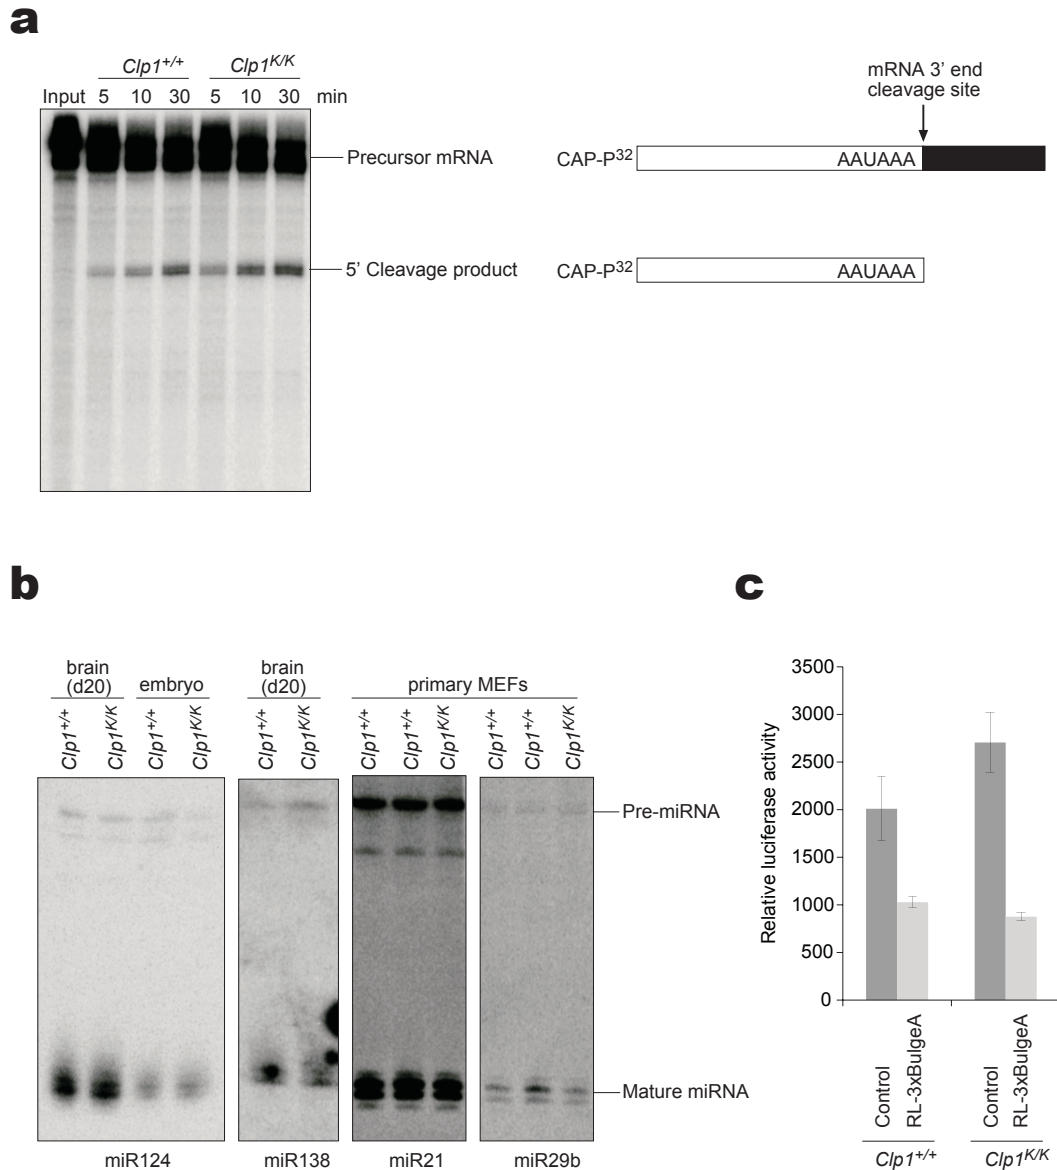 a
Clp1+/+ Clp1K/K
Input 5 10 30 5 10 30 min
Precursor mRNA
5' Cleavage product
mRNA 3' end
cleavage site
CAP-P32 AAUAAA
CAP-P32 AAUAAA
b
brain
(d20)
embryo
brain
(d20)
primary MEFs
Clp1+/+
Clp1K/K
Clp1+/+
Clp1K/K
Clp1+/+
Clp1K/K
Clp1+/+
Clp1+/+
Clp1K/K
Clp1+/+
Clp1+/+
Clp1K/K
Pre-miRNA
Mature miRNA
miR124 miR138 miR21 miR29b
c
Relative luciferase activity
3500
3000
2500
2000
1500
1000
500
0
Control
RL-3xBulgeA
Control
RL-3xBulgeA
Clp1+/+ Clp1K/K